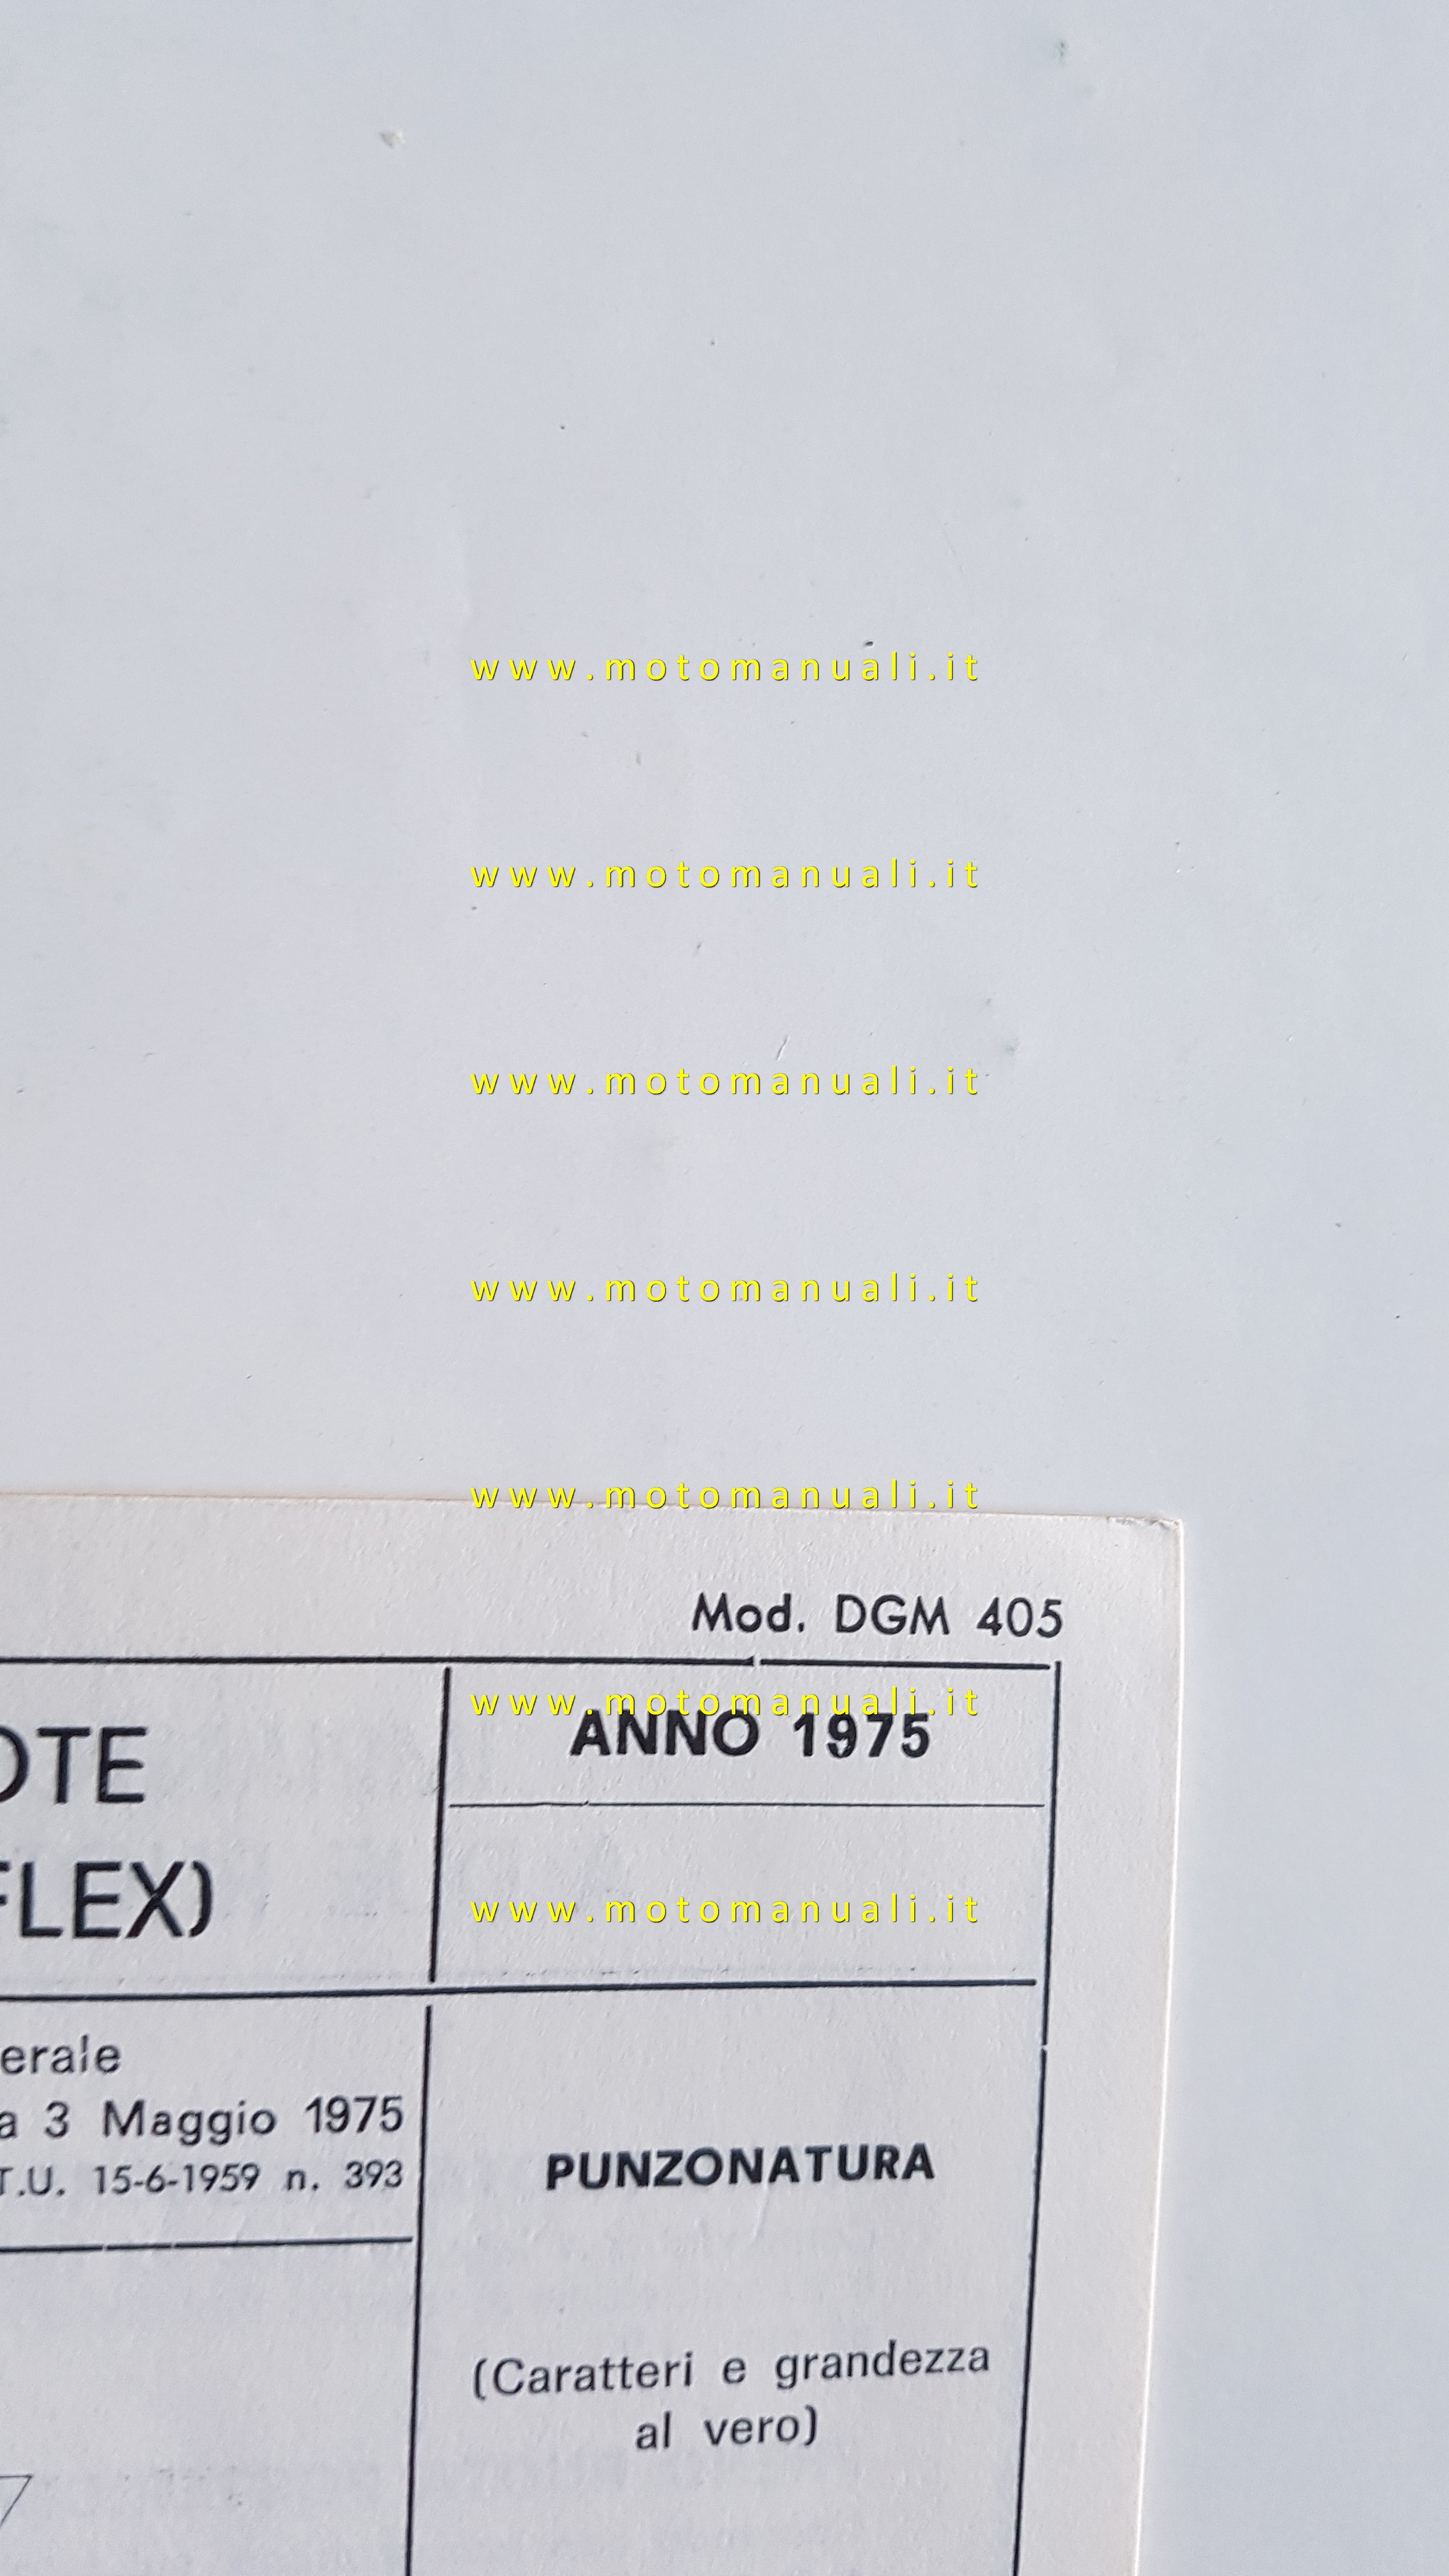 www.motomanuali.it
www.motomanuali.it
www.motomanuali.it
www.motomanuali.it
www.motomanuali.it
Mod. DGM 405
www.motomanuali.it
ANNO 1975
OTE
FLEX)
www.motomanuali.it
erale
a 3 Maggio 1975
T.U. 15-6-1959 n. 393
PUNZONATURA
(Caratteri e grandezza
al vero)